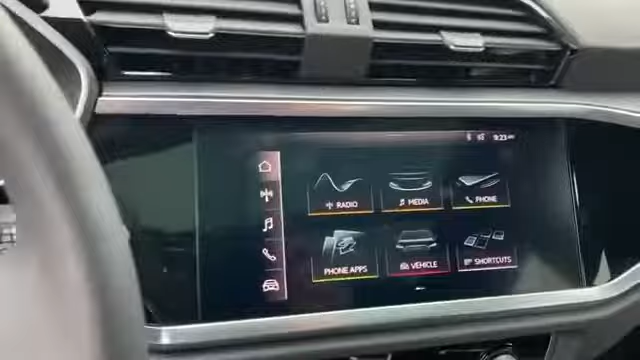 9:23
RADIO
MEDIA
PHONE
PHONE APPS
VEHICLE
SHORTCUTS